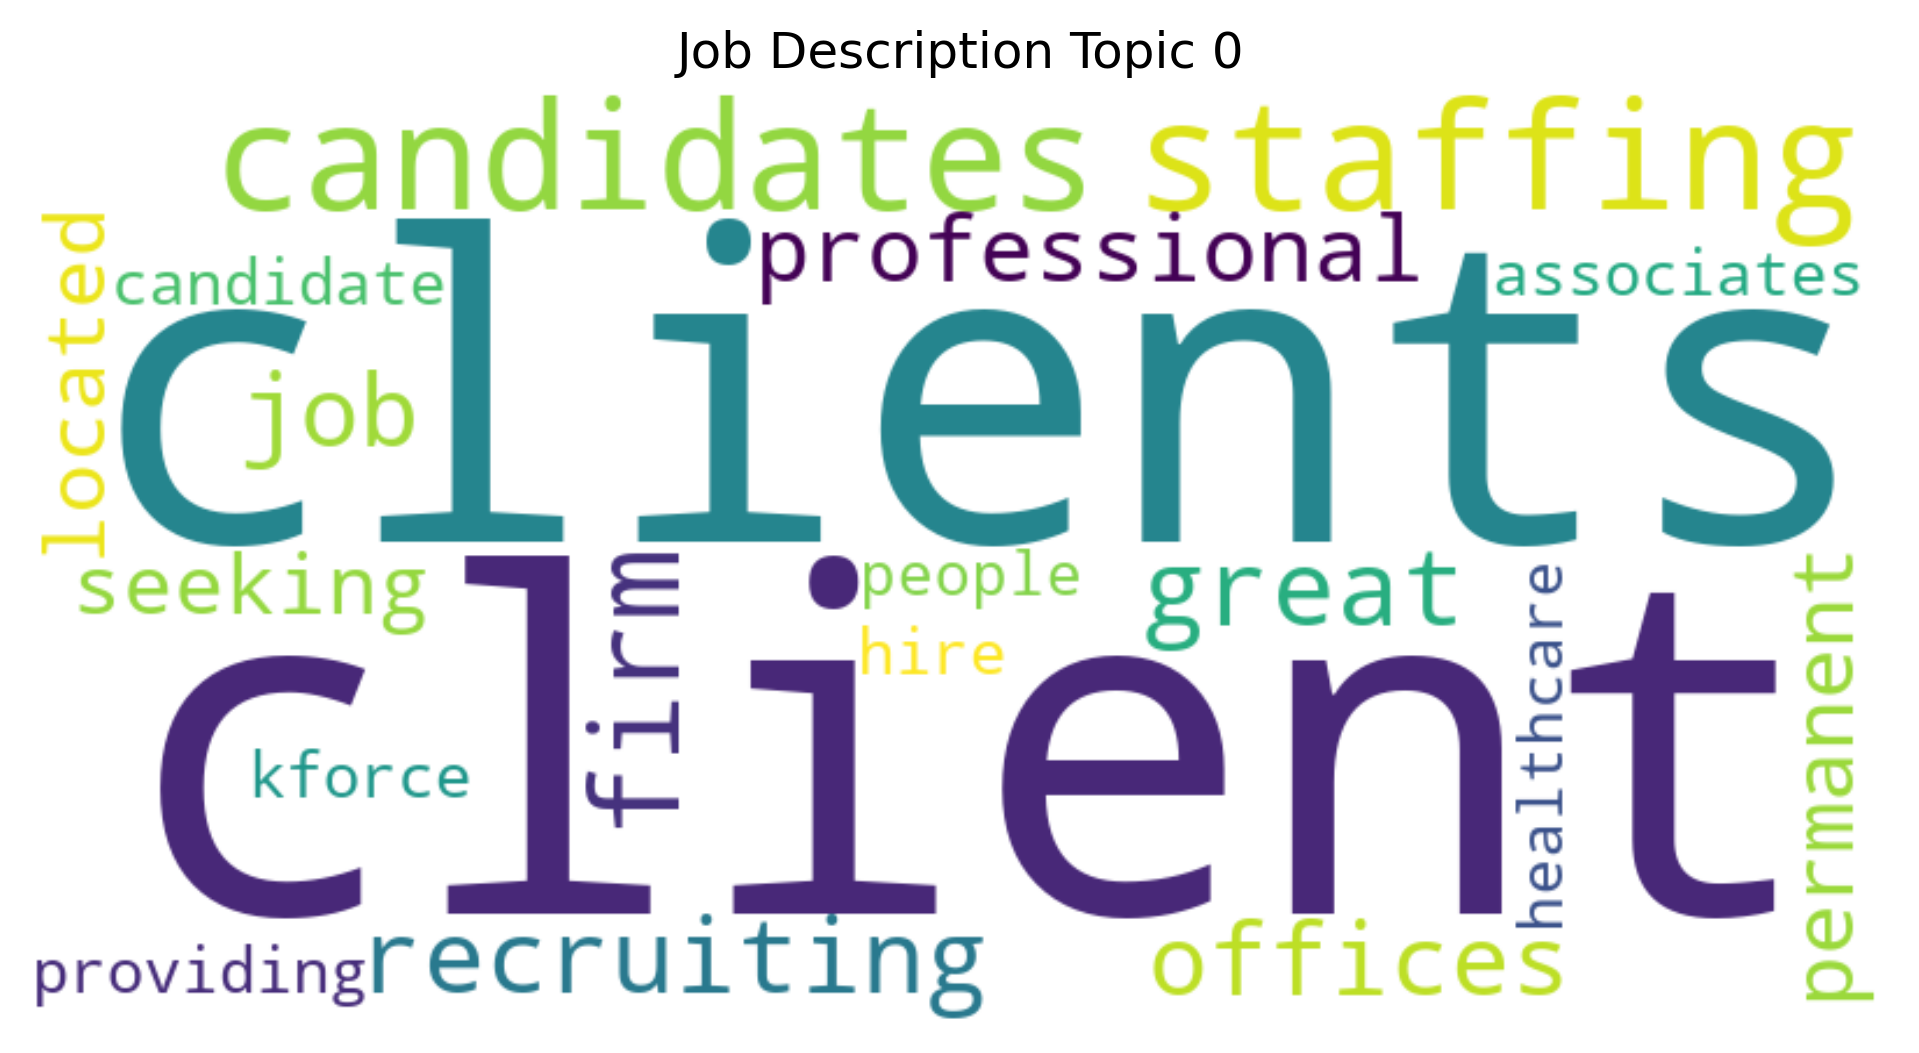 Job Description Topic 0
candidates
staffing
located
candidate
professional
associates
clients
job
seeking
firm
people
great
hire
healthcare
permanent
client
kforce
providing
recruiting
offices